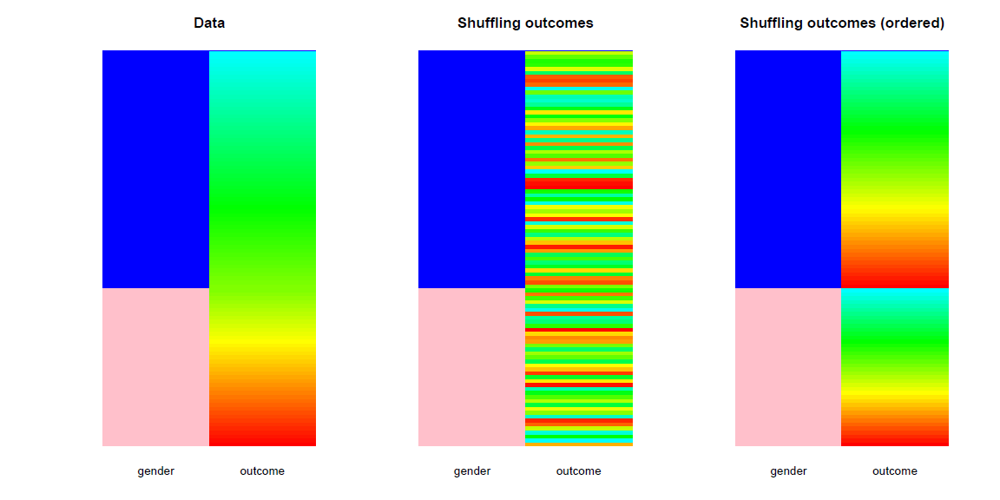 Data
Shuffling outcomes
Shuffling outcomes (ordered)
gender
outcome
gender
outcome
gender
outcome